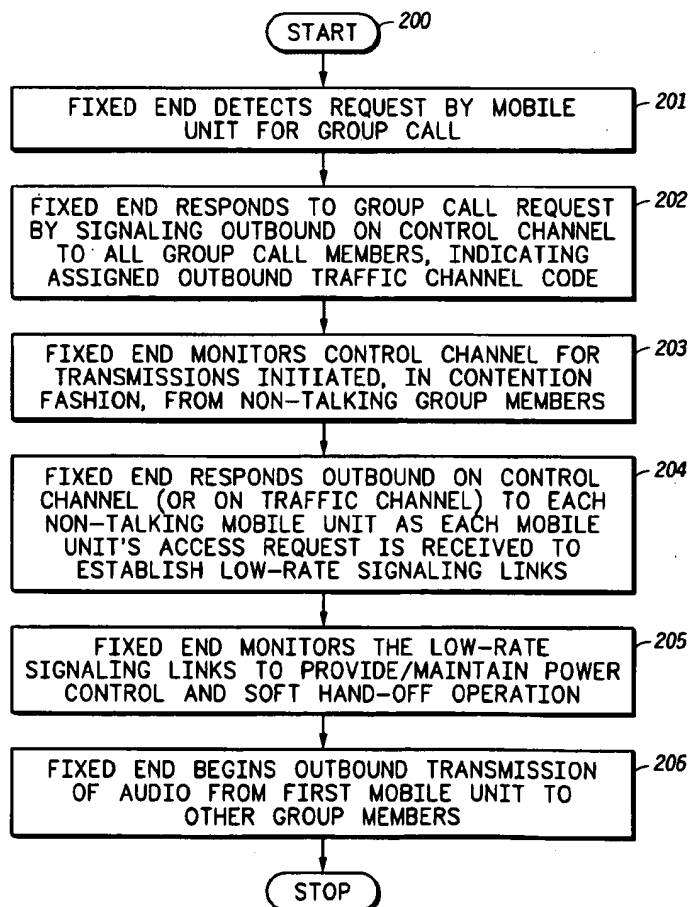 START
200
FIXED END DETECTS REQUEST BY MOBILE
UNIT FOR GROUP CALL
201
FIXED END RESPONDS TO GROUP CALL REQUEST
BY SIGNALING OUTBOUND ON CONTROL CHANNEL
TO ALL GROUP CALL MEMBERS, INDICATING
ASSIGNED OUTBOUND TRAFFIC CHANNEL CODE
202
FIXED END MONITORS CONTROL CHANNEL FOR
TRANSMISSIONS INITIATED, IN CONTENTION
FASHION, FROM NON-TALKING GROUP MEMBERS
203
FIXED END RESPONDS OUTBOUND ON CONTROL
CHANNEL (OR ON TRAFFIC CHANNEL) TO EACH
NON-TALKING MOBILE UNIT AS EACH MOBILE
UNIT'S ACCESS REQUEST IS RECEIVED TO
ESTABLISH LOW-RATE SIGNALING LINKS
204
FIXED END MONITORS THE LOW-RATE
SIGNALING LINKS TO PROVIDE/MAINTAIN POWER
CONTROL AND SOFT HAND-OFF OPERATION
205
FIXED END BEGINS OUTBOUND TRANSMISSION
OF AUDIO FROM FIRST MOBILE UNIT TO
OTHER GROUP MEMBERS
206
STOP